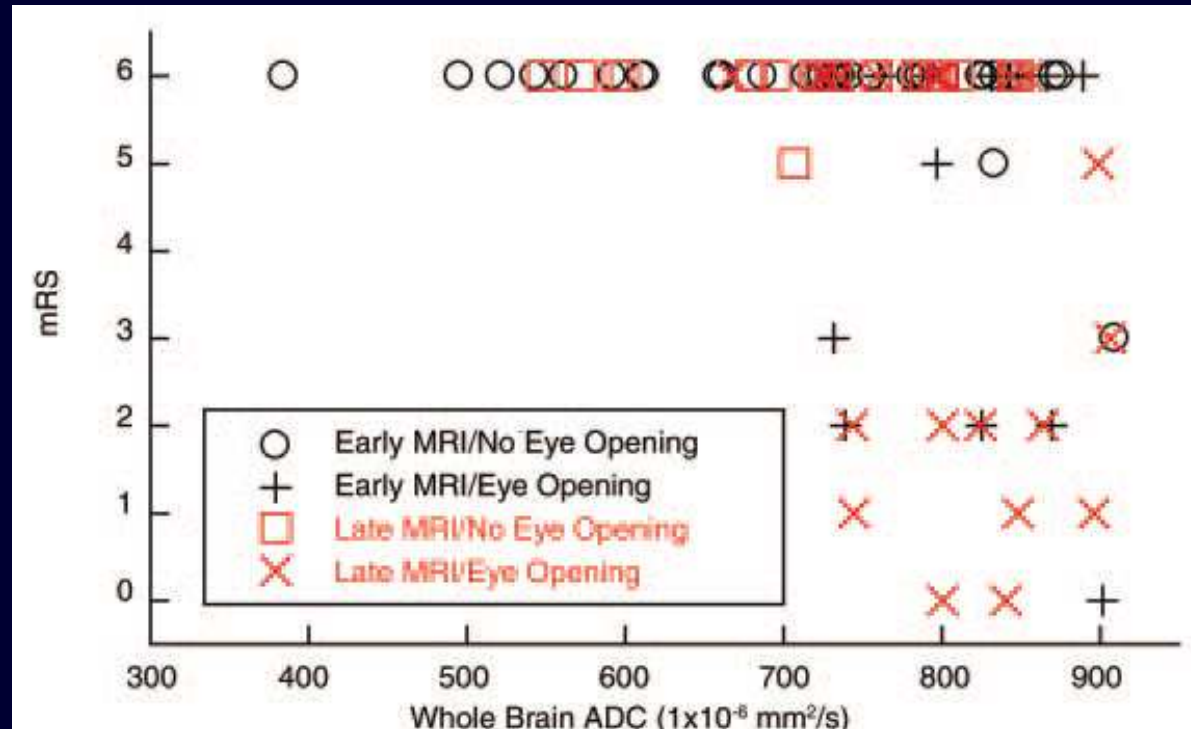 6
5
4
3
2
1
0
mRS
Early MRI/No Eye Opening
Early MRI/Eye Opening
Late MRI/No Eye Opening
Late MRI/Eye Opening
300 400 500 600 700 800 900
Whole Brain ADC (1x10⁻⁶ mm²/s)